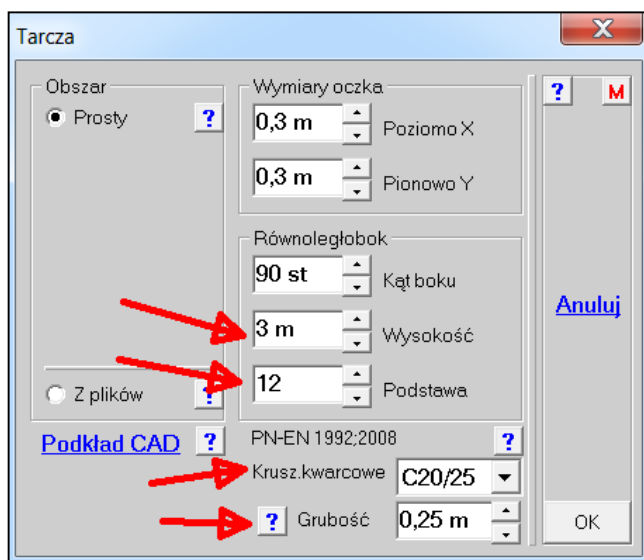 Tarcza
X
Obszar
Prosty ?
Z plików ?
Podkład CAD ?
Wymiary oczka
0,3 m Poziomo X
0,3 m Pionowo Y
Równoległobok
90 st Kąt boku
3 m Wysokość
12 Podstawa
PN-EN 1992;2008 ?
Krusz.kwarcowe C20/25
? Grubość 0,25 m
? M
Anuluj
OK